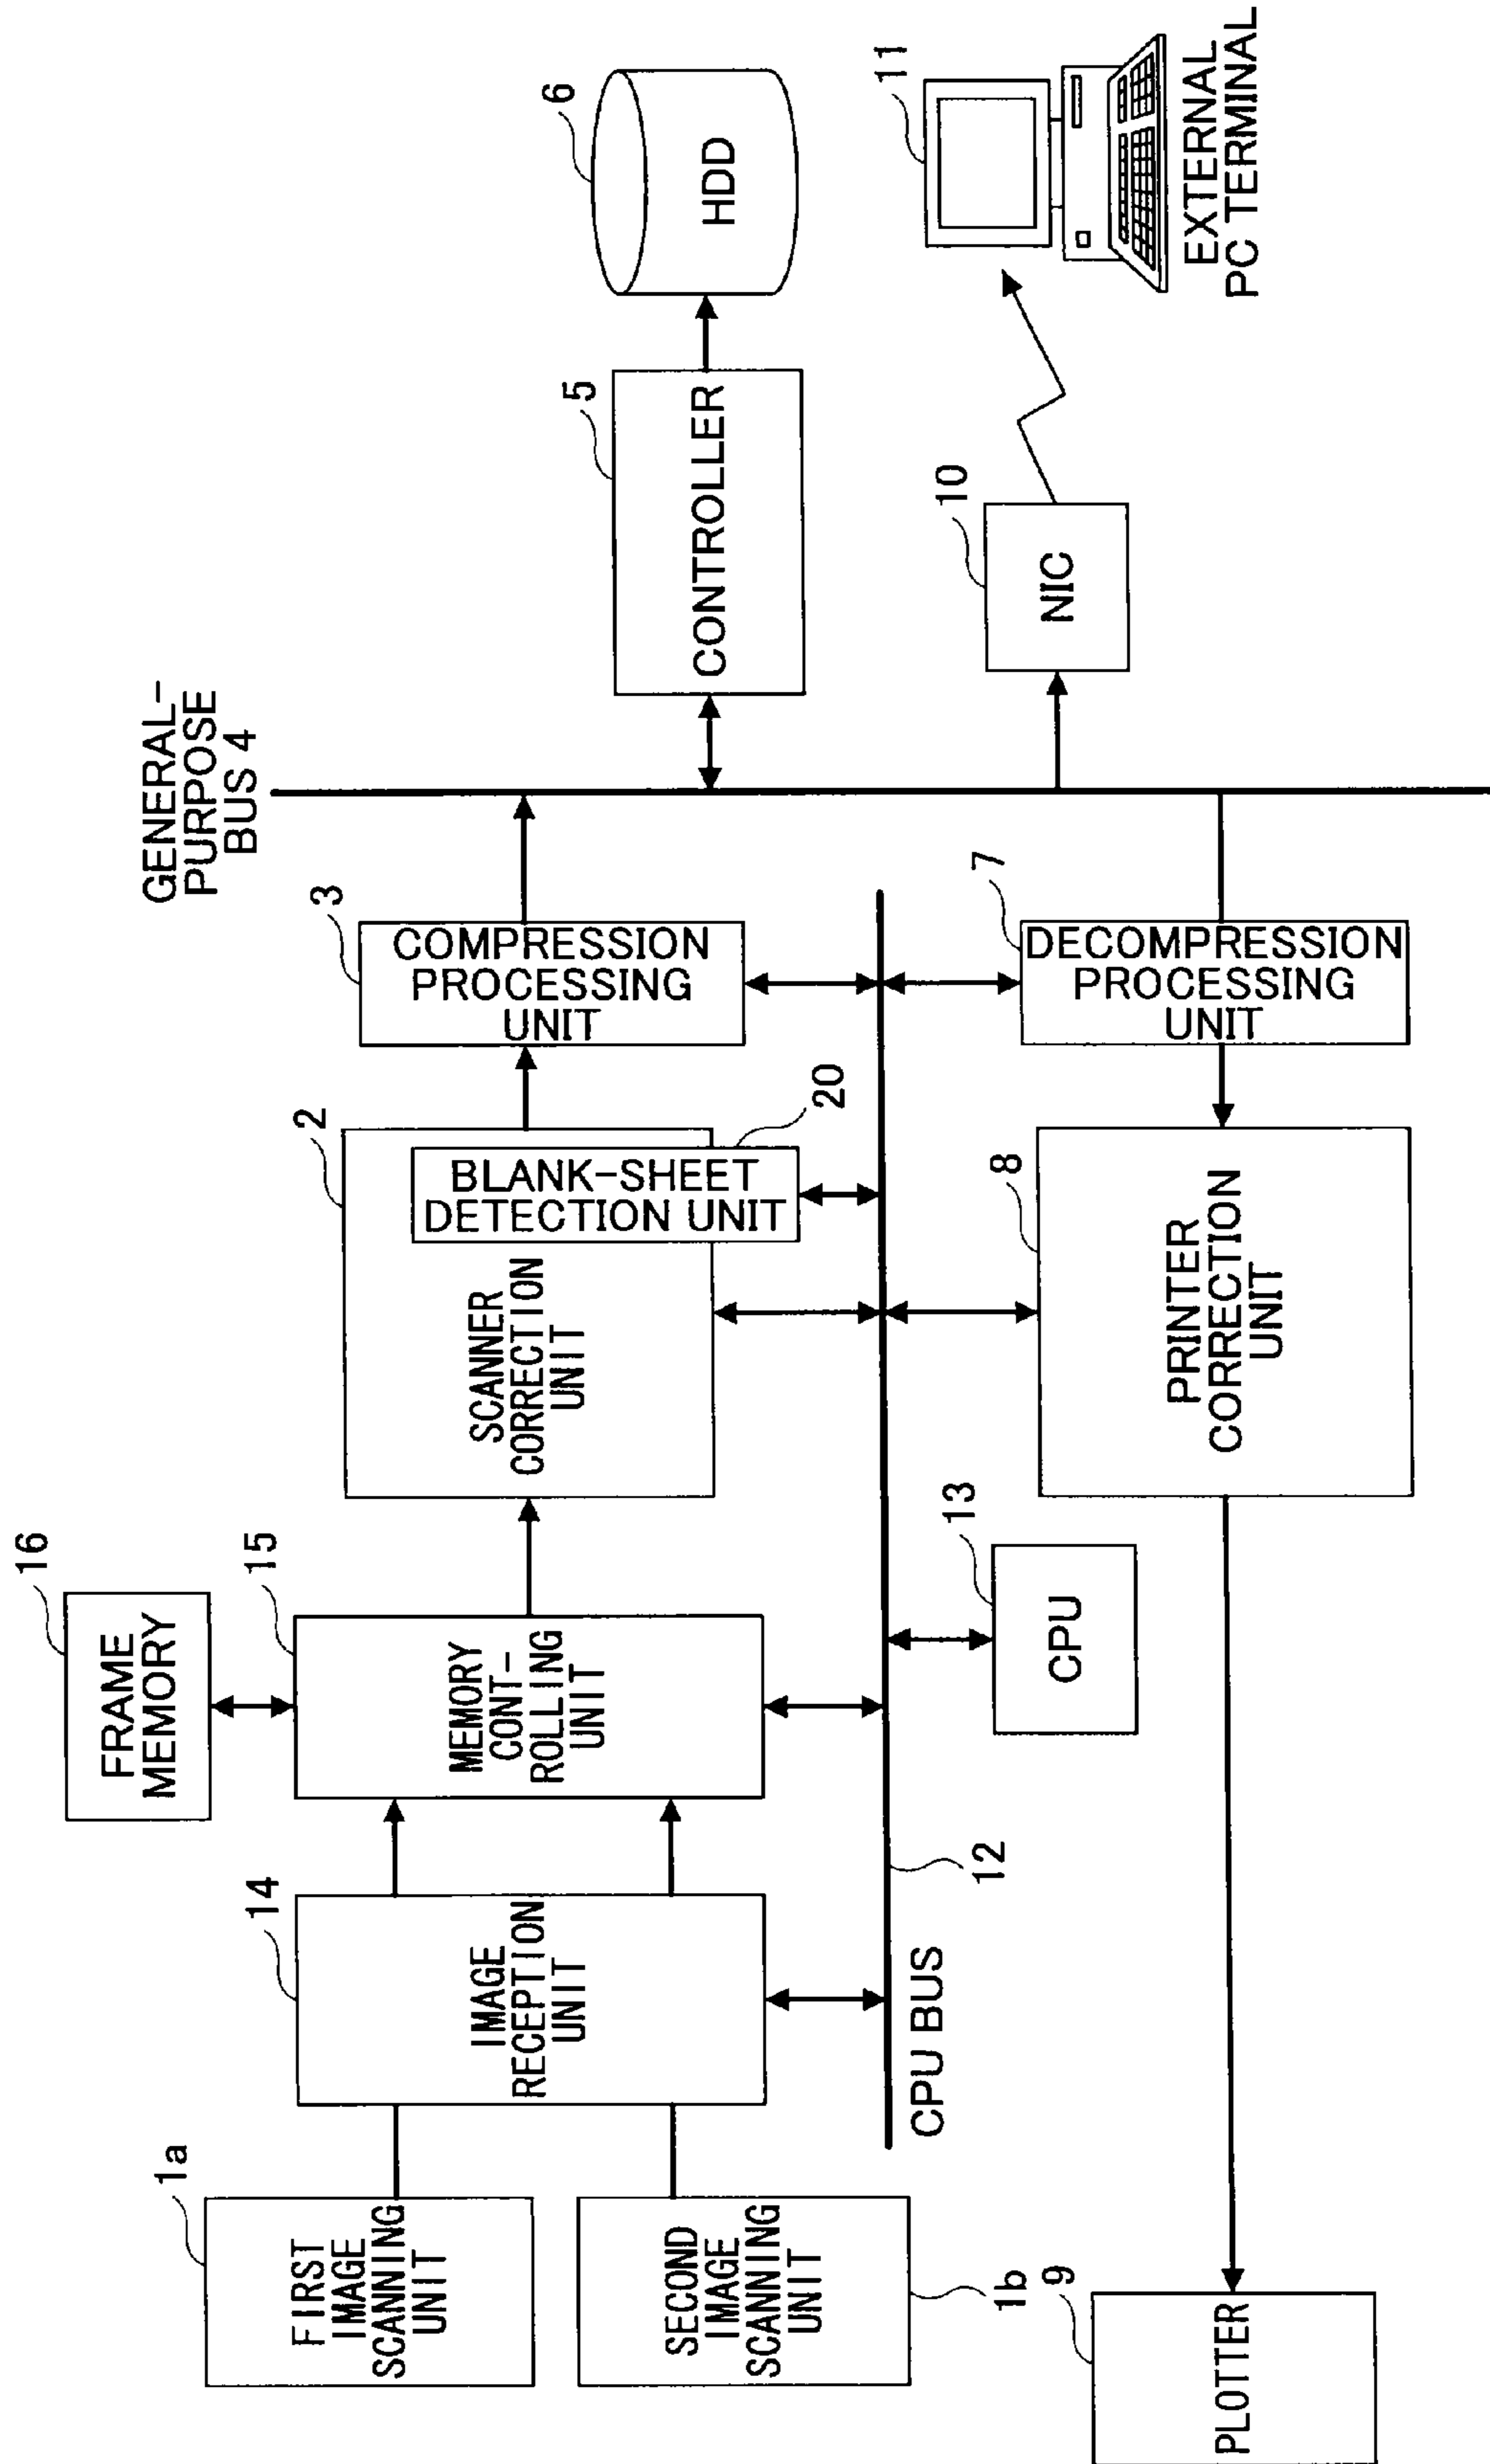 1a
FIRST
IMAGE
SCANNING
UNIT
SECOND
IMAGE
SCANNING
UNIT
1b
14
IMAGE
RECEPTION
UNIT
16
FRAME
MEMORY
15
MEMORY
CONT-
ROLLING
UNIT
2
SCANNER
CORRECTION
UNIT
BLANK-SHEET
DETECTION UNIT
20
3
COMPRESSION
PROCESSING
UNIT
GENERAL-
PURPOSE
BUS 4
5
CONTROLLER
6
HDD
10
NIC
11
EXTERNAL
PC TERMINAL
CPU BUS
12
13
CPU
7
DECOMPRESSION
PROCESSING
UNIT
8
PRINTER
CORRECTION
UNIT
9
PLOTTER